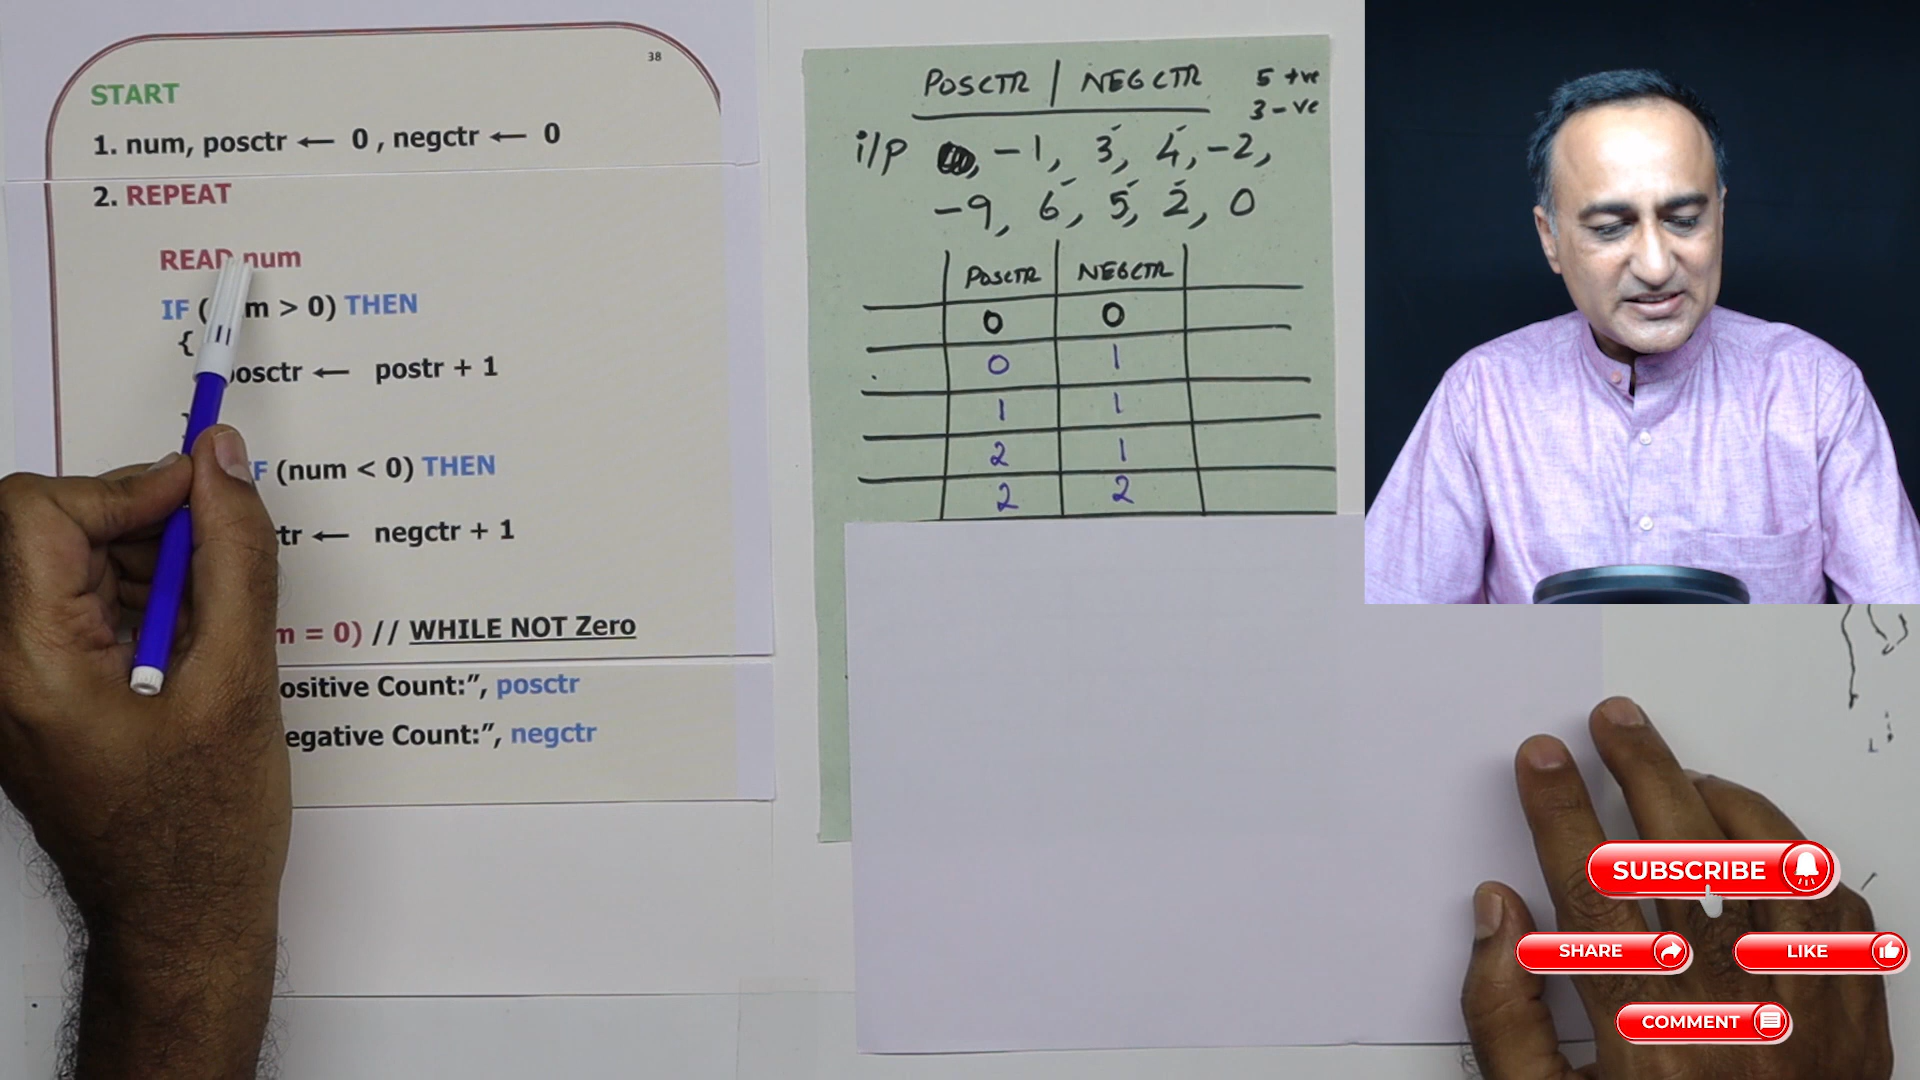 38
START
1. num, posctr ← 0 , negctr ← 0
2. REPEAT
READ num
IF ( m > 0) THEN
{
posctr ← postr + 1
F (num < 0) THEN
tr ← negctr + 1
m = 0) // WHILE NOT Zero
ositive Count:”, posctr
egative Count:”, negctr
POSCTR | NEGCTR
5 +ve
3 -ve
i/p , -1, 3, 4, -2,
-9, 6, 5, 2, 0
POSCTR NEGCTR
0 0
0 1
1 1
2 1
2 2
SUBSCRIBE
SHARE LIKE
COMMENT